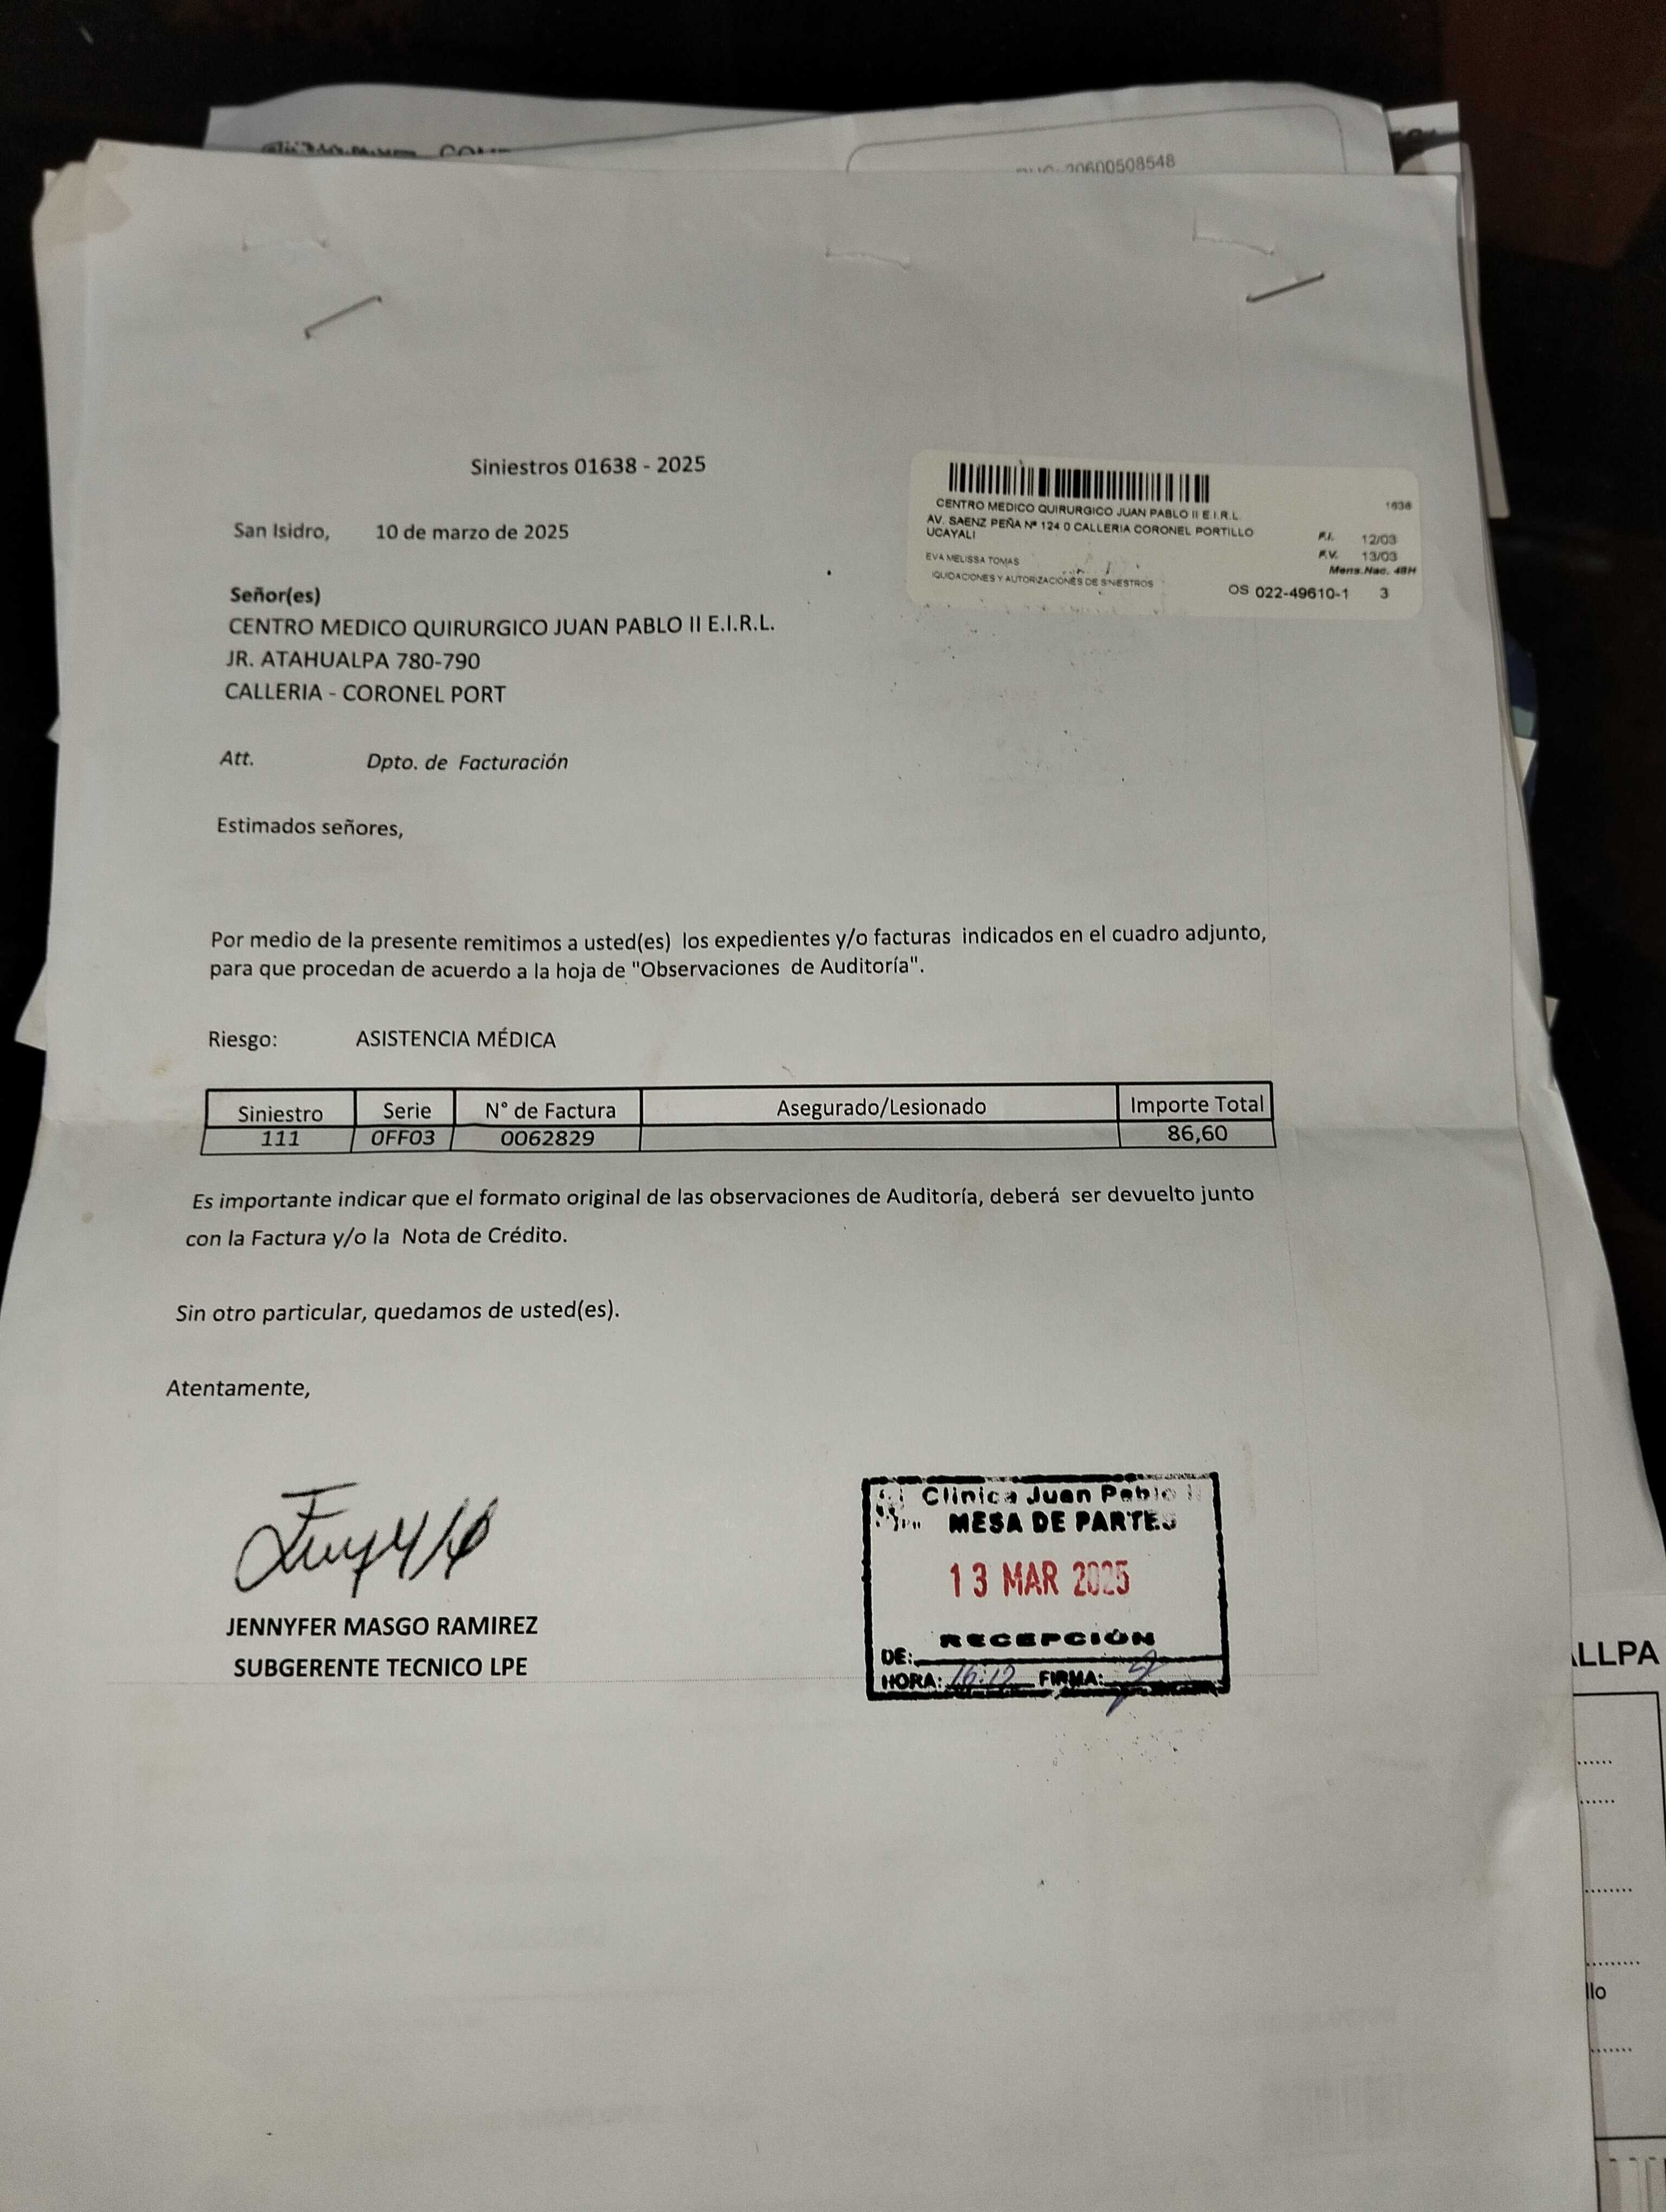 20600508548
Siniestros 01638 - 2025
CENTRO MEDICO QUIRURGICO JUAN PABLO II E.I.R.L.
1638
AV. SAENZ PEÑA Nº 124 0 CALLERIA CORONEL PORTILLO
UCAYALI
F.I. 12/03
F.V. 13/03
EVA MELISSA TOMAS
Mens.Nac. 48H
IQUIDACIONES Y AUTORIZACIONES DE SINIESTROS
OS 022-49610-1 3
San Isidro, 10 de marzo de 2025
Señor(es)
CENTRO MEDICO QUIRURGICO JUAN PABLO II E.I.R.L.
JR. ATAHUALPA 780-790
CALLERIA - CORONEL PORT
Att. Dpto. de Facturación
Estimados señores,
Por medio de la presente remitimos a usted(es) los expedientes y/o facturas indicados en el cuadro adjunto,
para que procedan de acuerdo a la hoja de "Observaciones de Auditoría".
Riesgo: ASISTENCIA MÉDICA
Siniestro Serie N° de Factura Asegurado/Lesionado Importe Total
111 0FF03 0062829 86,60
Es importante indicar que el formato original de las observaciones de Auditoría, deberá ser devuelto junto
con la Factura y/o la Nota de Crédito.
Sin otro particular, quedamos de usted(es).
Atentamente,
JENNYFER MASGO RAMIREZ
SUBGERENTE TECNICO LPE
Clínica Juan Pablo II
MESA DE PARTES
13 MAR 2025
RECEPCIÓN
DE:
HORA: 16:12 FIRMA:
ALLPA
llo